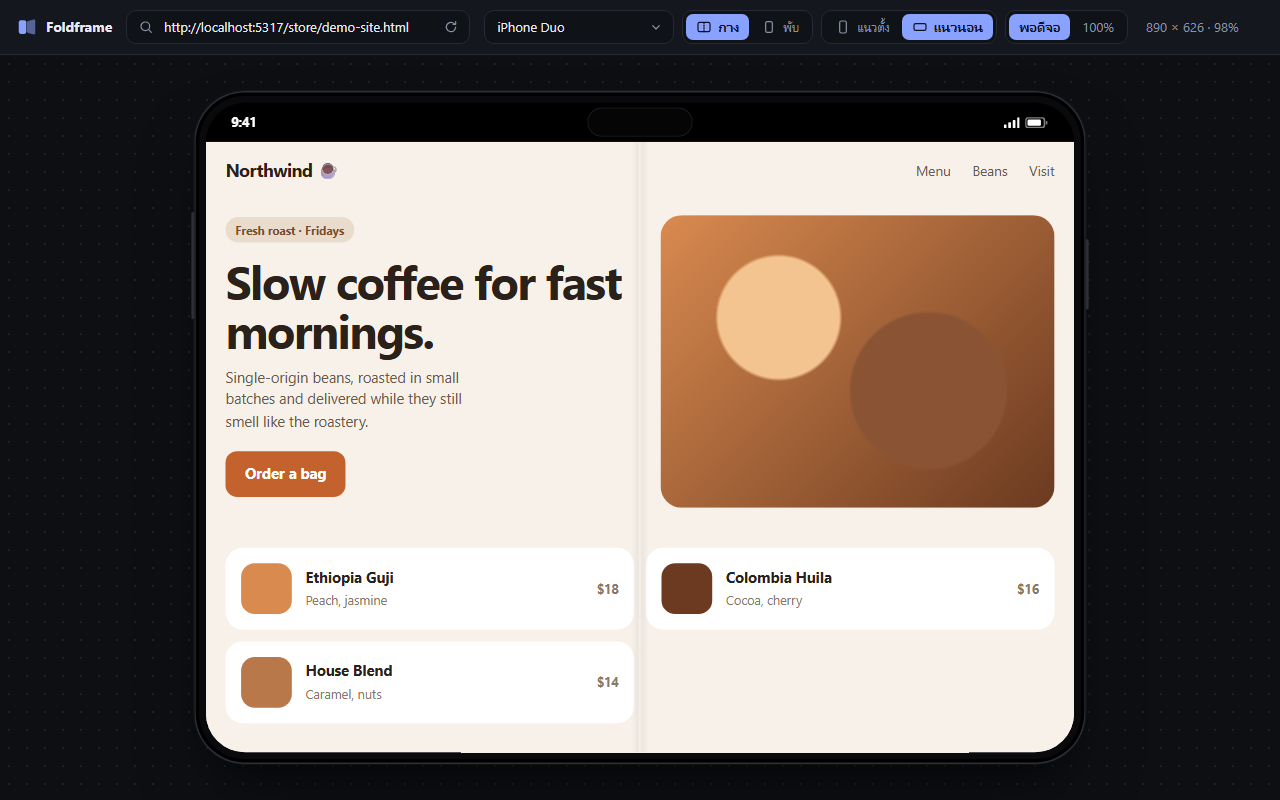 Foldframe
http://localhost:5317/store/demo-site.html
iPhone Duo
กาง
พับ
แนวตั้ง
แนวนอน
พอดีจอ
100%
890 × 626 · 98%
9:41
Northwind
Menu
Beans
Visit
Fresh roast · Fridays
Slow coffee for fast
mornings.
Single-origin beans, roasted in small
batches and delivered while they still
smell like the roastery.
Order a bag
Ethiopia Guji
Peach, jasmine
$18
Colombia Huila
Cocoa, cherry
$16
House Blend
Caramel, nuts
$14